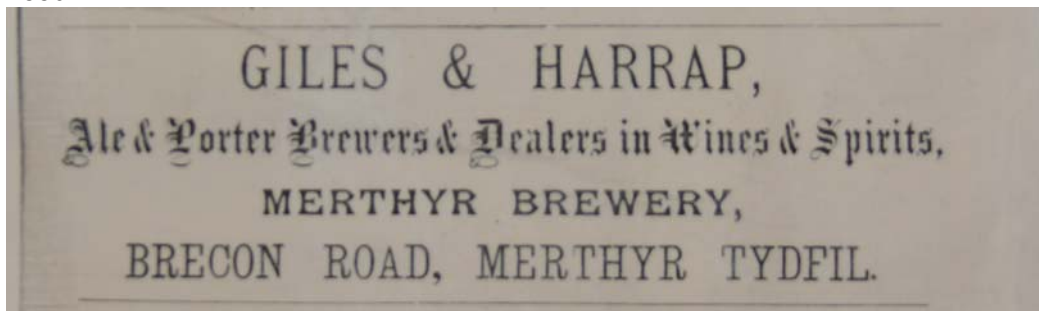 GILES & HARRAP,
Ale & Porter Brewers & Dealers in Wines & Spirits,
MERTHYR BREWERY,
BRECON ROAD, MERTHYR TYDFIL.